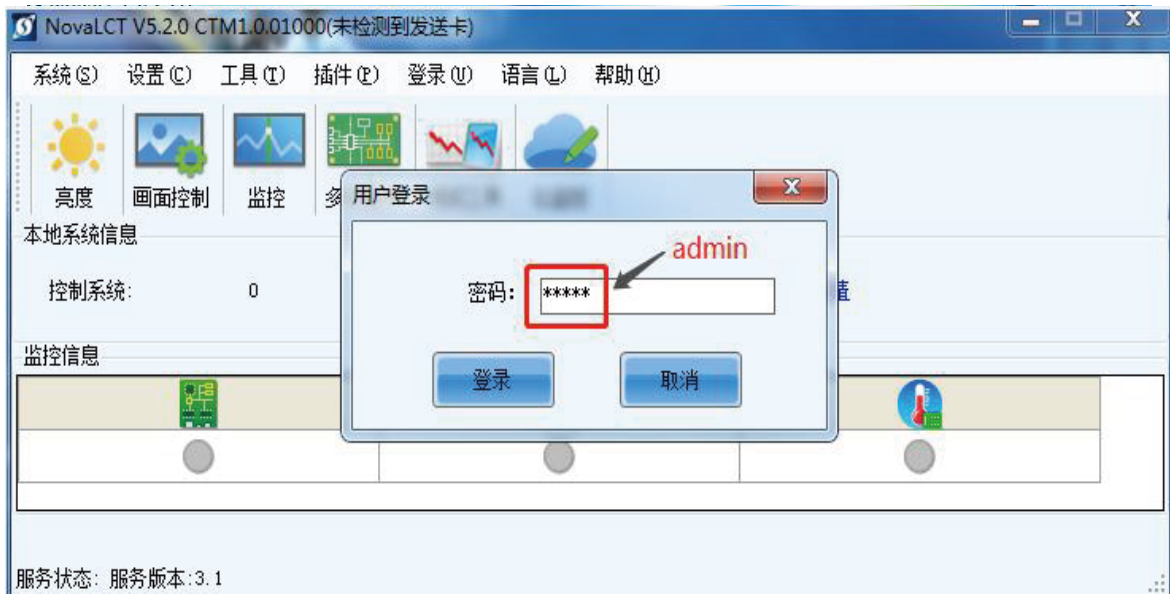 NovaLCT V5.2.0 CTM1.0.01000(未检测到发送卡)
系统(S) 设置(C) 工具(T) 插件(P) 登录(U) 语言(L) 帮助(H)
亮度 画面控制 监控 多
用户登录
本地系统信息
admin
控制系统: 0
密码: *****
值
监控信息
登录 取消
服务状态: 服务版本:3.1